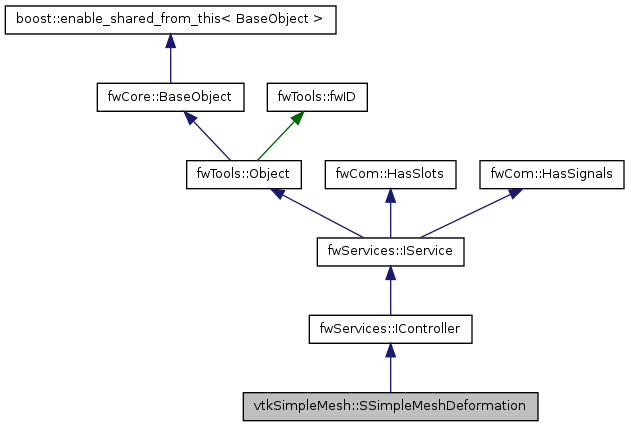 boost::enable_shared_from_this< BaseObject >
fwCore::BaseObject
fwTools::fwID
fwTools::Object
fwCom::HasSlots
fwCom::HasSignals
fwServices::IService
fwServices::IController
vtkSimpleMesh::SSimpleMeshDeformation